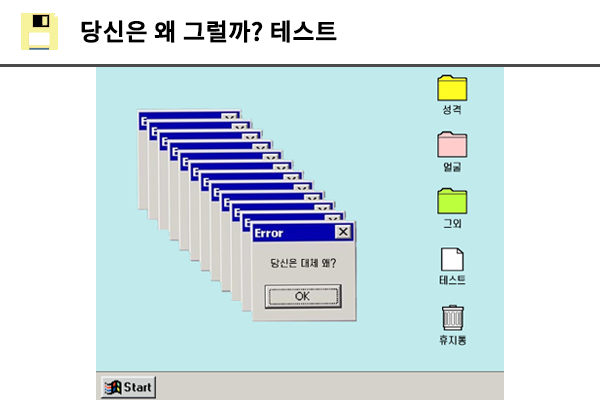 당신은 왜 그럴까? 테스트
성격
얼굴
그외
테스트
휴지통
Error
당신은 대체 왜?
OK
Start